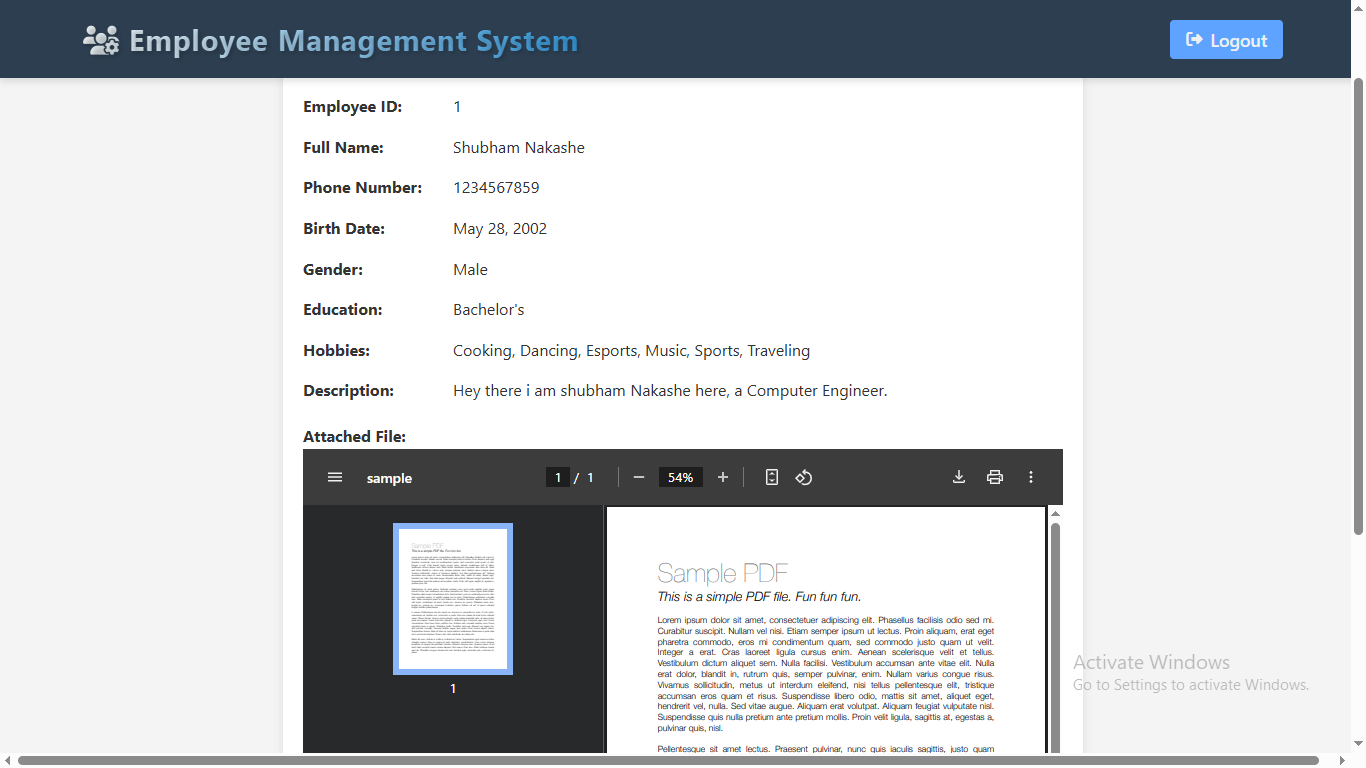 Employee Management System
Logout
Employee ID: 1
Full Name: Shubham Nakashe
Phone Number: 1234567859
Birth Date: May 28, 2002
Gender: Male
Education: Bachelor's
Hobbies: Cooking, Dancing, Esports, Music, Sports, Traveling
Description: Hey there i am shubham Nakashe here, a Computer Engineer.
Attached File:
sample
1 / 1
54%
1
Sample PDF
This is a simple PDF file. Fun fun fun.
Lorem ipsum dolor sit amet, consectetuer adipiscing elit. Phasellus facilisis odio sed mi.
Curabitur suscipit. Nullam vel nisi. Etiam semper ipsum ut lectus. Proin aliquam, erat eget
pharetra commodo, eros mi condimentum quam, sed commodo justo quam ut velit.
Integer a erat. Cras laoreet ligula cursus enim. Aenean scelerisque velit et tellus.
Vestibulum dictum aliquet sem. Nulla facilisi. Vestibulum accumsan ante vitae elit. Nulla
erat dolor, blandit in, rutrum quis, semper pulvinar, enim. Nullam varius congue risus.
Vivamus sollicitudin, metus ut interdum eleifend, nisi tellus pellentesque elit, tristique
accumsan eros quam et risus. Suspendisse libero odio, mattis sit amet, aliquet eget,
hendrerit vel, nulla. Sed vitae augue. Aliquam erat volutpat. Aliquam feugiat vulputate nisl.
Suspendisse quis nulla pretium ante pretium mollis. Proin velit ligula, sagittis at, egestas a,
pulvinar quis, nisl.
Pellentesque sit amet lectus. Praesent pulvinar, nunc quis iaculis sagittis, justo quam
Activate Windows
Go to Settings to activate Windows.